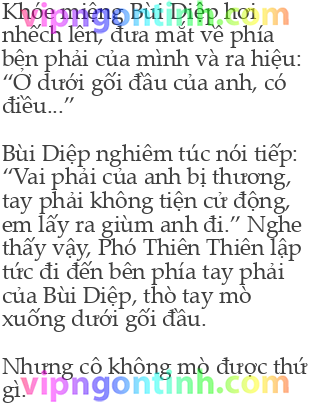 Khóe miệng Bùi Diệp hơi
nhếch lên, đưa mắt về phía
bên phải của mình và ra hiệu:
“Ở dưới gối đầu của anh, có
điều...”
Bùi Diệp nghiêm túc nói tiếp:
“Vai phải của anh bị thương,
tay phải không tiện cử động,
em lấy ra giùm anh đi.” Nghe
thấy vậy, Phó Thiên Thiên lập
tức đi đến bên phía tay phải
của Bùi Diệp, thò tay mò
xuống dưới gối đầu.
Nhưng cô không mò được thứ
gì.
vipngontinh.com
vipngontinh.com
vipngontinh.com